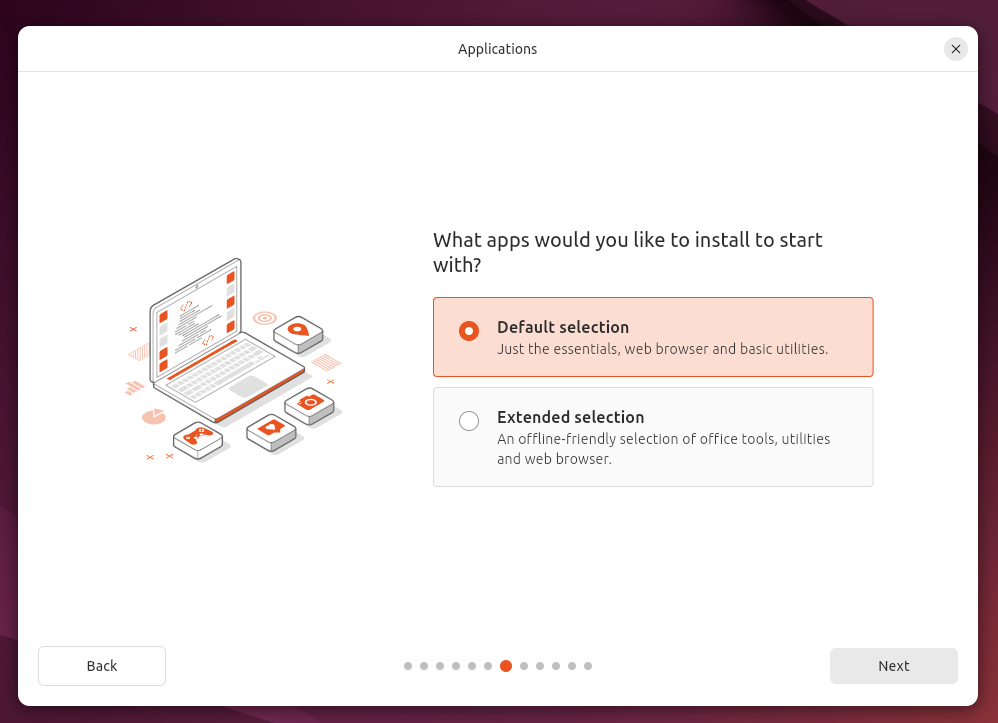 Applications
What apps would you like to install to start
with?
Default selection
Just the essentials, web browser and basic utilities.
Extended selection
An offline-friendly selection of office tools, utilities
and web browser.
Back
Next